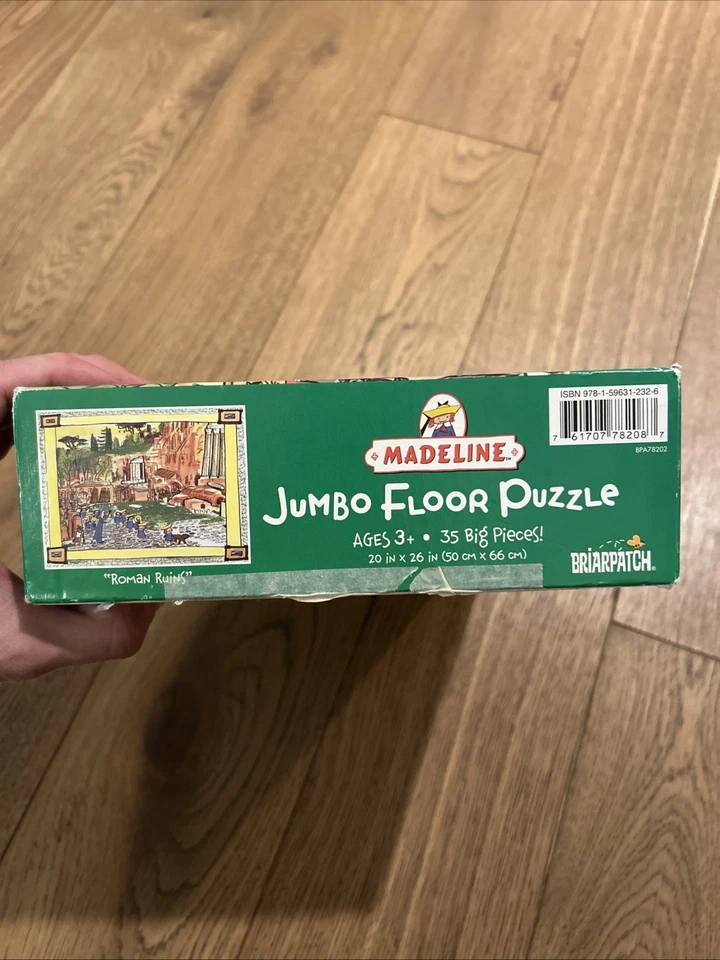 ISBN 978-1-59631-232-6
7 61707 78208 7
BPA78202
MADELINE™
JUMBO FLOOR PUZZLE
AGES 3+ • 35 Big Pieces!
20 in x 26 in (50 cm x 66 cm)
BRIARPATCH®
"ROMAN RUINS"